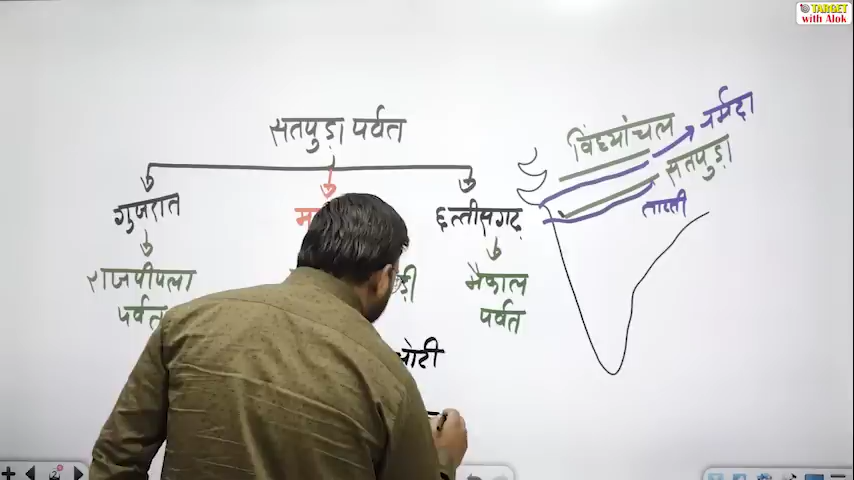 TARGET
with Alok
सतपुड़ा पर्वत
गुजरात
छत्तीसगढ़
राजपीपला
पर्वत
मैकाल
पर्वत
विंध्यांचल
नर्मदा
सतपुड़ा
ताप्ती